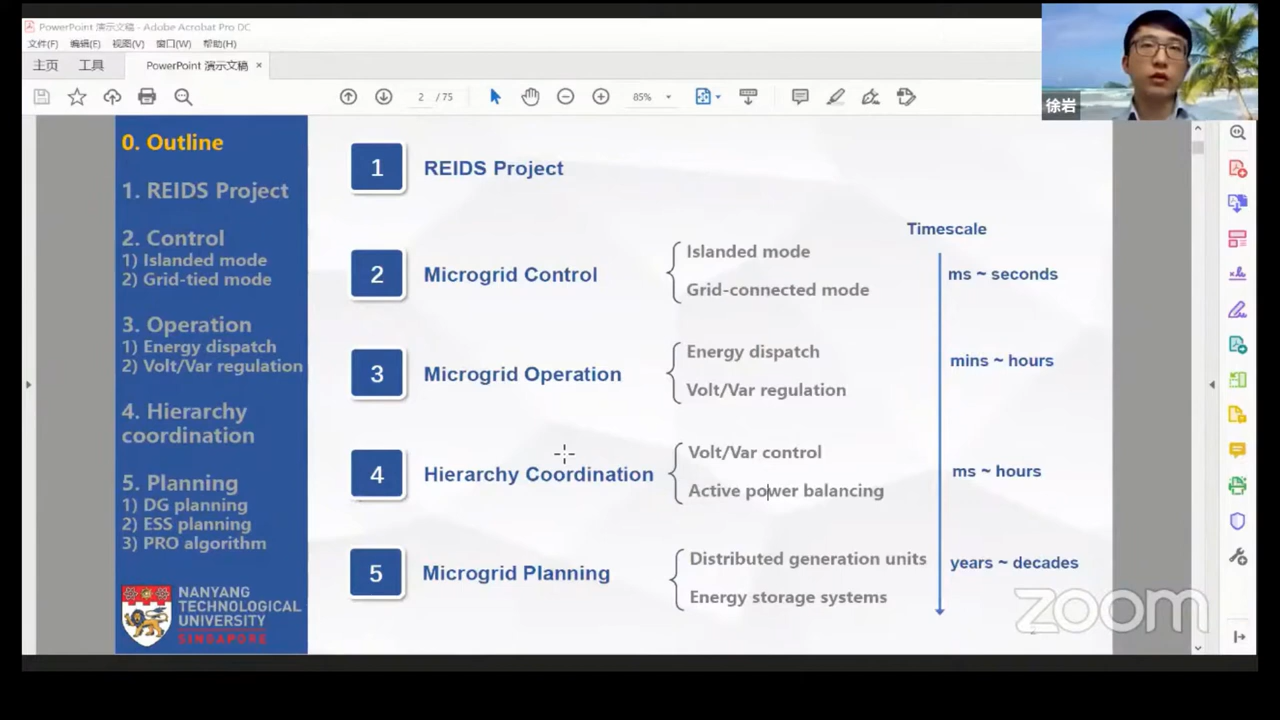 PowerPoint 演示文稿 - Adobe Acrobat Pro DC
文件(F) 编辑(E) 视图(V) 窗口(W) 帮助(H)
主页 工具 PowerPoint 演示文稿 ×
2 / 75 85%
徐岩
0. Outline
1. REIDS Project
2. Control
1) Islanded mode
2) Grid-tied mode
3. Operation
1) Energy dispatch
2) Volt/Var regulation
4. Hierarchy
coordination
5. Planning
1) DG planning
2) ESS planning
3) PRO algorithm
NANYANG
TECHNOLOGICAL
UNIVERSITY
SINGAPORE
1 REIDS Project
Timescale
2 Microgrid Control
Islanded mode
Grid-connected mode
ms ~ seconds
3 Microgrid Operation
Energy dispatch
Volt/Var regulation
mins ~ hours
4 Hierarchy Coordination
Volt/Var control
Active power balancing
ms ~ hours
5 Microgrid Planning
Distributed generation units
Energy storage systems
years ~ decades
zoom